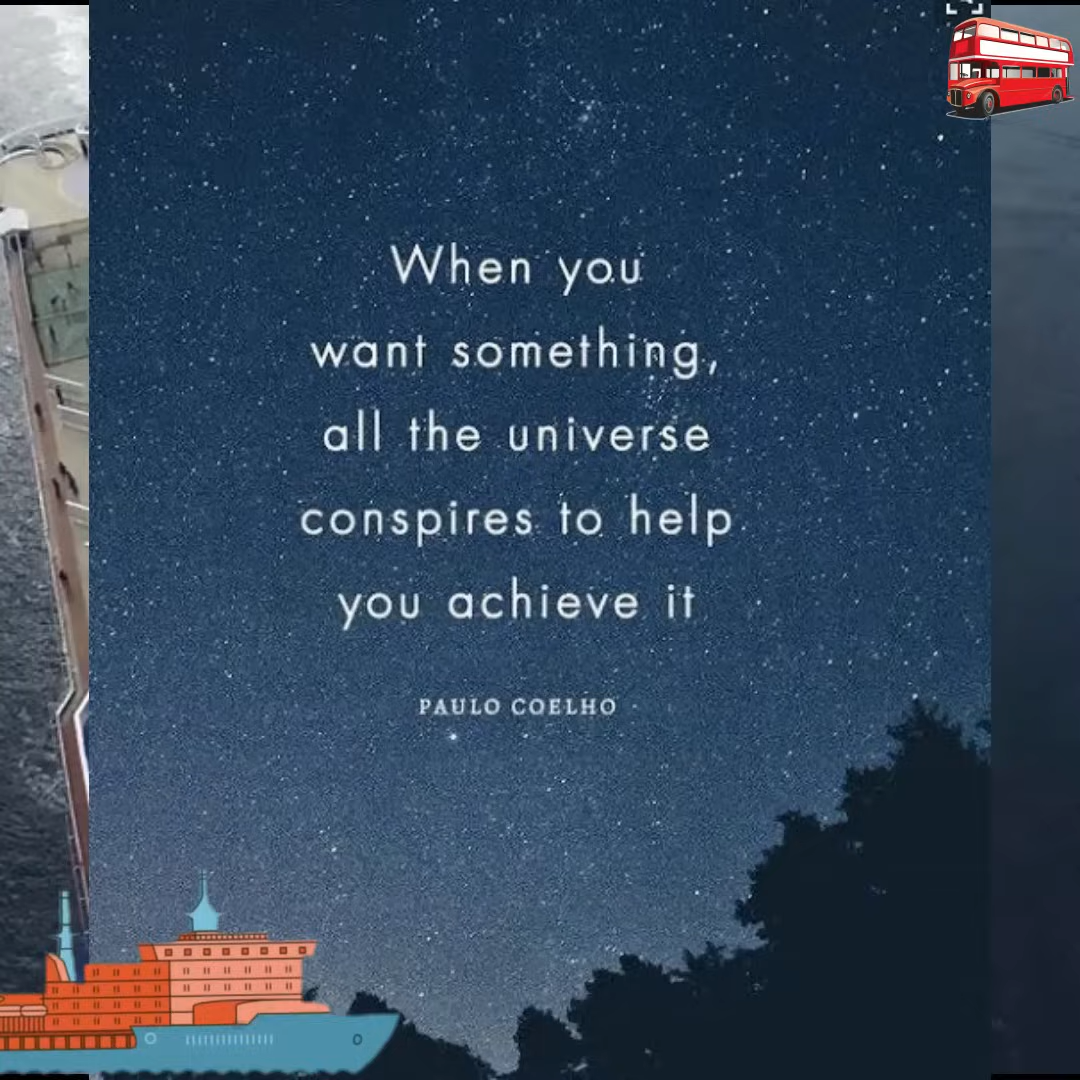 When you
want something,
all the universe
conspires to help
you achieve it
PAULO COELHO